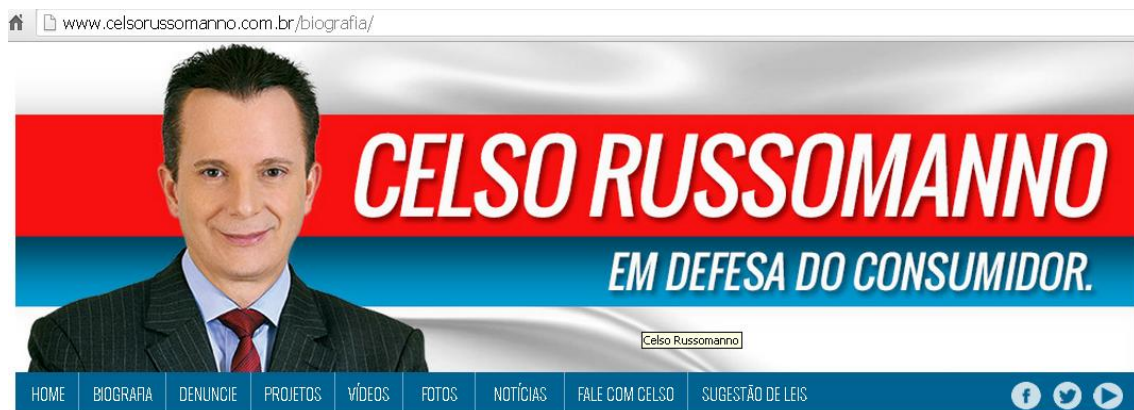 www.celsorussomanno.com.br/biografia/
CELSO RUSSOMANNO
EM DEFESA DO CONSUMIDOR.
Celso Russomanno
HOME BIOGRAFIA DENUNCIE PROJETOS VÍDEOS FOTOS NOTÍCIAS FALE COM CELSO SUGESTÃO DE LEIS